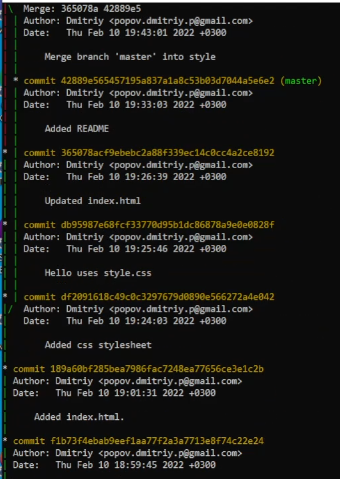 \  Merge: 365078a 42889e5
| | Author: Dmitriy <popov.dmitriy.p@gmail.com>
| | Date:   Thu Feb 10 19:43:01 2022 +0300
Merge branch 'master' into style
* commit 42889e565457195a837a1a8c53b03d7044a5e6e2 (master)
| | Author: Dmitriy <popov.dmitriy.p@gmail.com>
| | Date:   Thu Feb 10 19:33:03 2022 +0300
Added README
* | commit 365078acf9ebebc2a88f339ec14c0cc4a2ce8192
| | Author: Dmitriy <popov.dmitriy.p@gmail.com>
| | Date:   Thu Feb 10 19:26:39 2022 +0300
Updated index.html
* | commit db95987e68fcf33770d95b1dc86878a9e0e0828f
| | Author: Dmitriy <popov.dmitriy.p@gmail.com>
| | Date:   Thu Feb 10 19:25:46 2022 +0300
Hello uses style.css
* | commit df2091618c49c0c3297679d0890e566272a4e042
|/  Author: Dmitriy <popov.dmitriy.p@gmail.com>
|   Date:   Thu Feb 10 19:24:03 2022 +0300
Added css stylesheet
* commit 189a60bf285bea7986fac7248ea77656ce3e1c2b
| Author: Dmitriy <popov.dmitriy.p@gmail.com>
| Date:   Thu Feb 10 19:01:31 2022 +0300
Added index.html.
* commit f1b73f4ebab9eef1aa77f2a3a7713e8f74c22e24
Author: Dmitriy <popov.dmitriy.p@gmail.com>
Date:   Thu Feb 10 18:59:45 2022 +0300